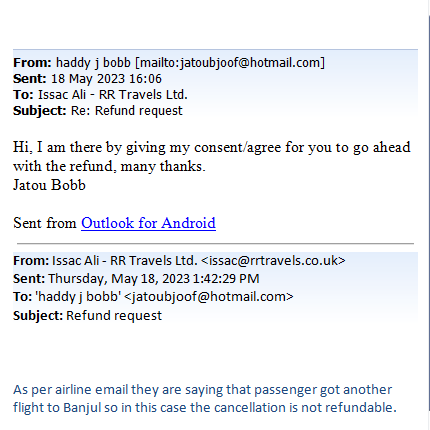 From: haddy j bobb [mailto:jatoubjoof@hotmail.com]
Sent: 18 May 2023 16:06
To: Issac Ali - RR Travels Ltd.
Subject: Re: Refund request
Hi, I am there by giving my consent/agree for you to go ahead
with the refund, many thanks.
Jatou Bobb
Sent from Outlook for Android
From: Issac Ali - RR Travels Ltd. <issac@rrtravels.co.uk>
Sent: Thursday, May 18, 2023 1:42:29 PM
To: 'haddy j bobb' <jatoubjoof@hotmail.com>
Subject: Refund request
As per airline email they are saying that passenger got another
flight to Banjul so in this case the cancellation is not refundable.